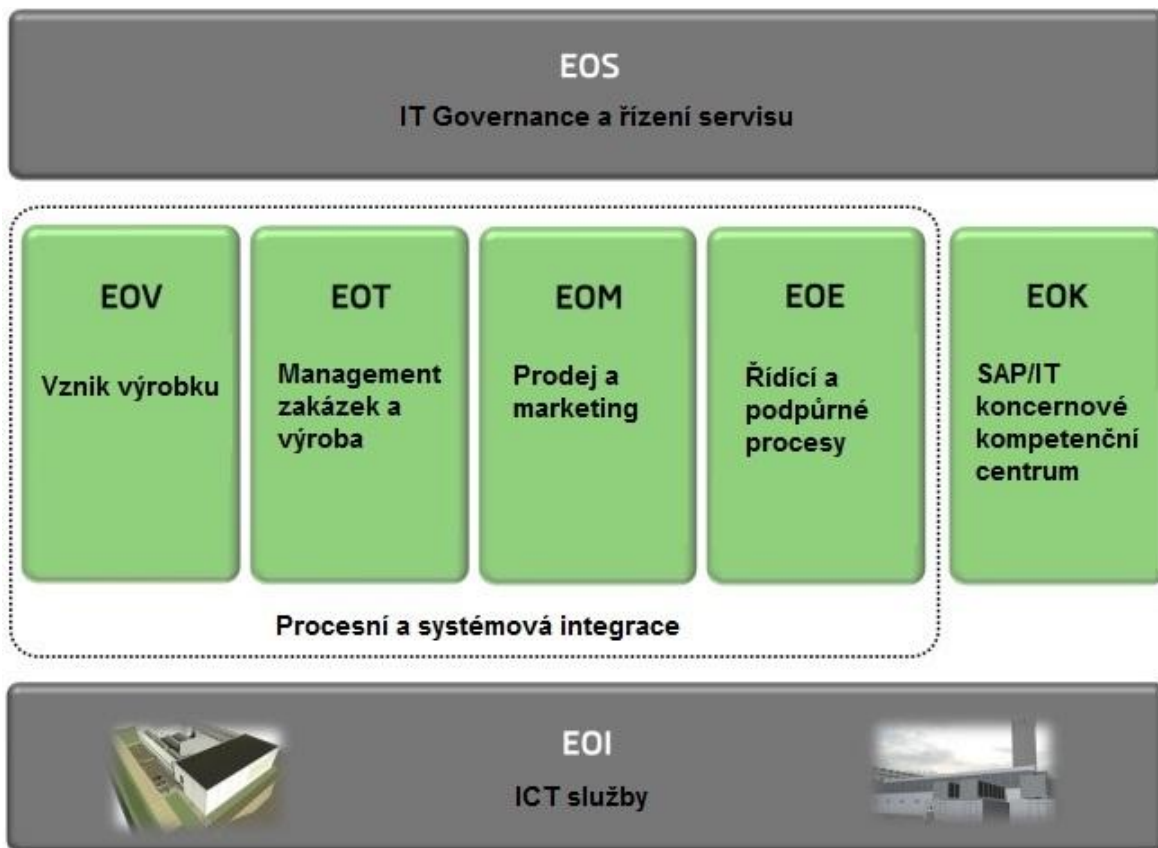 EOS
IT Governance a řízení servisu
EOV
Vznik výrobku
EOT
Management
zakázek a
výroba
EOM
Prodej a
marketing
EOE
Řídící a
podpůrné
procesy
EOK
SAP/IT
koncernové
kompetenční
centrum
Procesní a systémová integrace
EOI
ICT služby